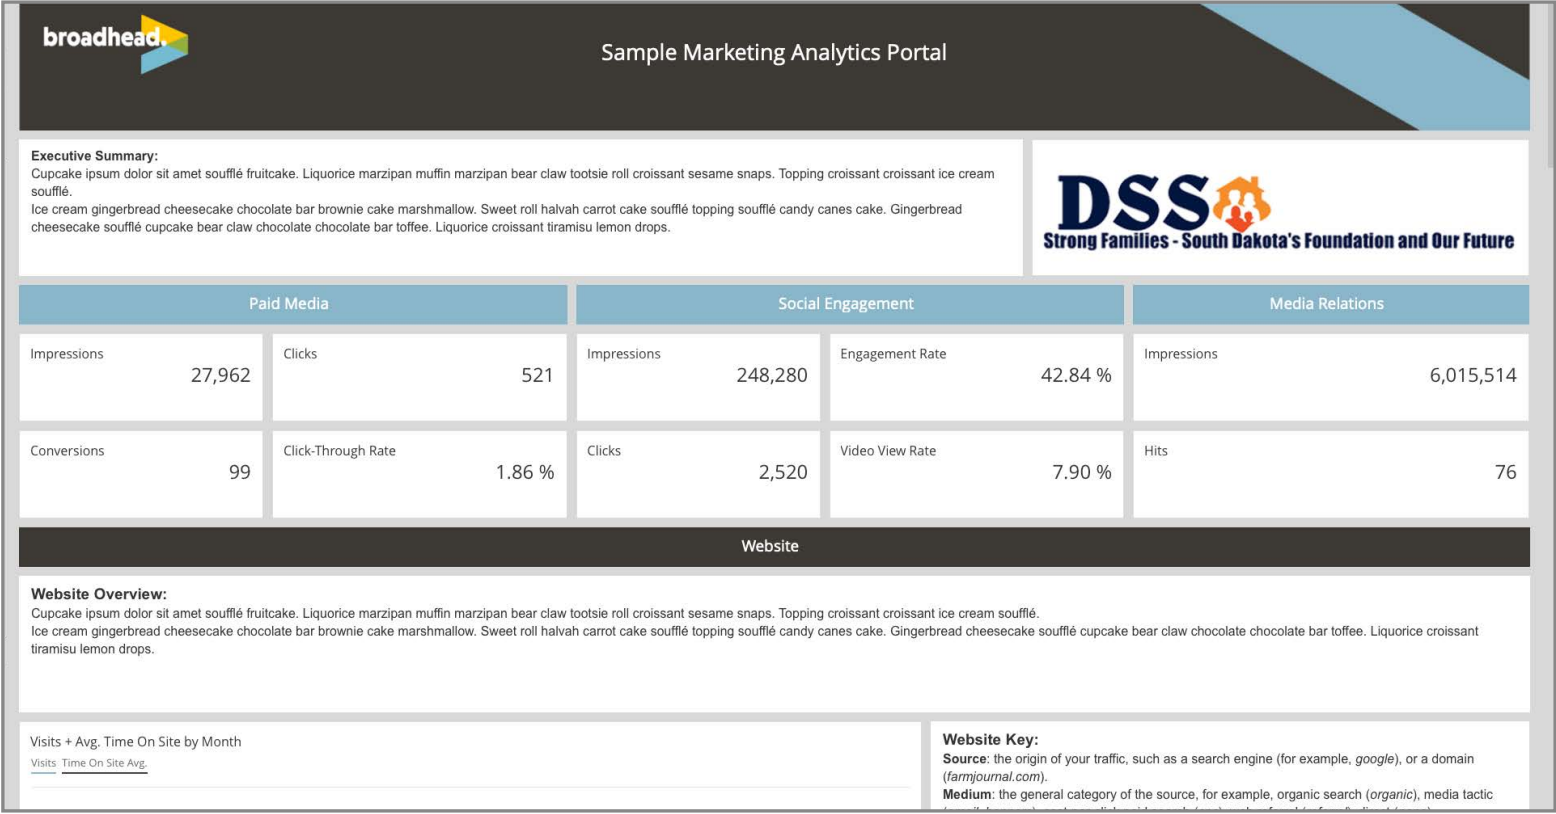 broadhead.
Sample Marketing Analytics Portal
Executive Summary:
Cupcake ipsum dolor sit amet soufflé fruitcake. Liquorice marzipan muffin marzipan bear claw tootsie roll croissant sesame snaps. Topping croissant croissant ice cream
soufflé.
Ice cream gingerbread cheesecake chocolate bar brownie cake marshmallow. Sweet roll halvah carrot cake soufflé topping soufflé candy canes cake. Gingerbread
cheesecake soufflé cupcake bear claw chocolate chocolate bar toffee. Liquorice croissant tiramisu lemon drops.
DSS
Strong Families - South Dakota's Foundation and Our Future
Paid Media
Social Engagement
Media Relations
Impressions
27,962
Clicks
521
Impressions
248,280
Engagement Rate
42.84 %
Impressions
6,015,514
Conversions
99
Click-Through Rate
1.86 %
Clicks
2,520
Video View Rate
7.90 %
Hits
76
Website
Website Overview:
Cupcake ipsum dolor sit amet soufflé fruitcake. Liquorice marzipan muffin marzipan bear claw tootsie roll croissant sesame snaps. Topping croissant croissant ice cream soufflé.
Ice cream gingerbread cheesecake chocolate bar brownie cake marshmallow. Sweet roll halvah carrot cake soufflé topping soufflé candy canes cake. Gingerbread cheesecake soufflé cupcake bear claw chocolate chocolate bar toffee. Liquorice croissant
tiramisu lemon drops.
Visits + Avg. Time On Site by Month
Visits Time On Site Avg.
Website Key:
Source: the origin of your traffic, such as a search engine (for example, google), or a domain
(farmjournal.com).
Medium: the general category of the source, for example, organic search (organic), media tactic